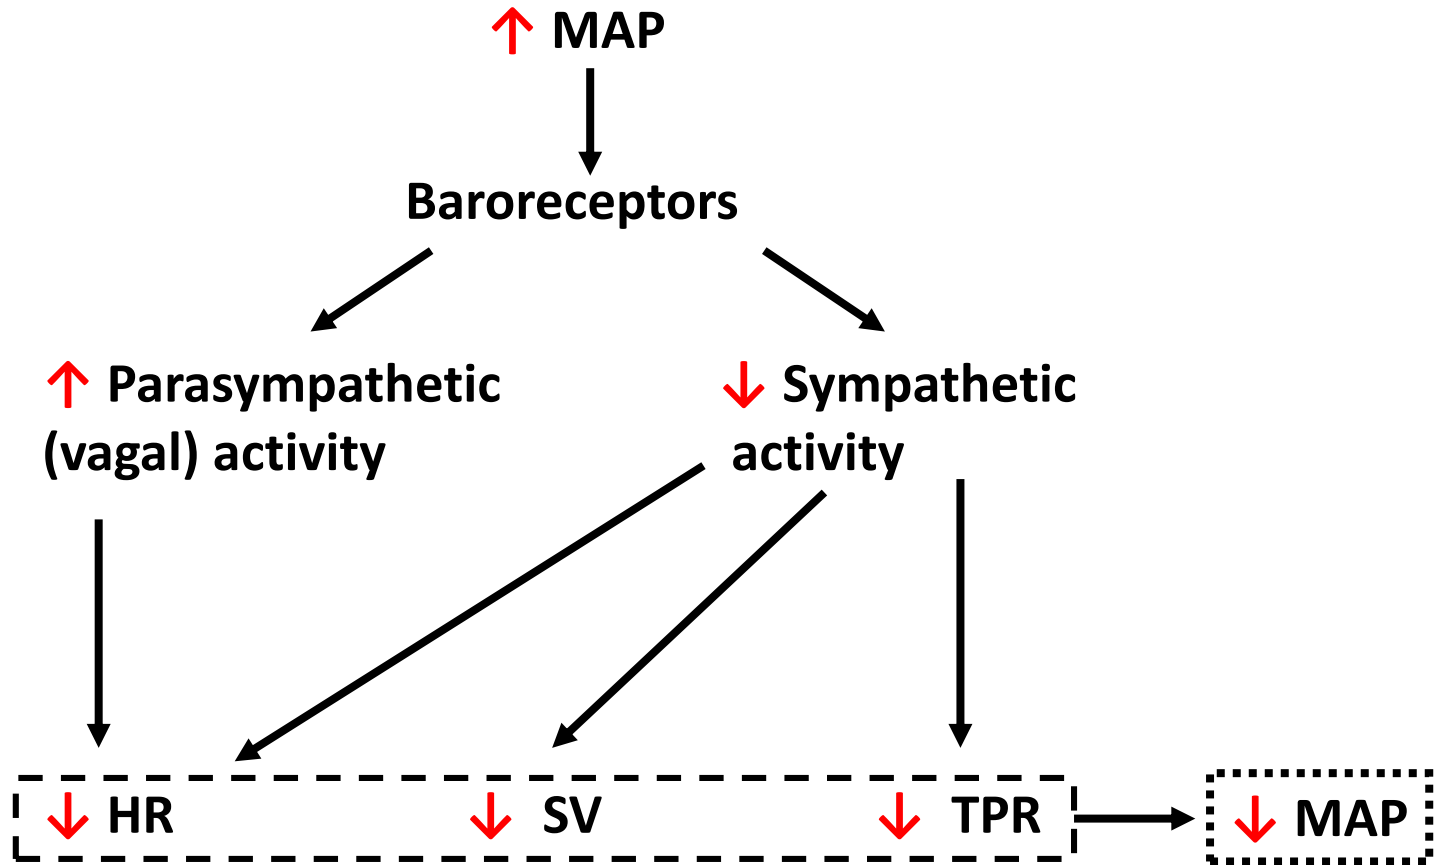 ↑ MAP
Baroreceptors
↑ Parasympathetic
(vagal) activity
↓ Sympathetic
activity
↓ HR
↓ SV
↓ TPR
↓ MAP